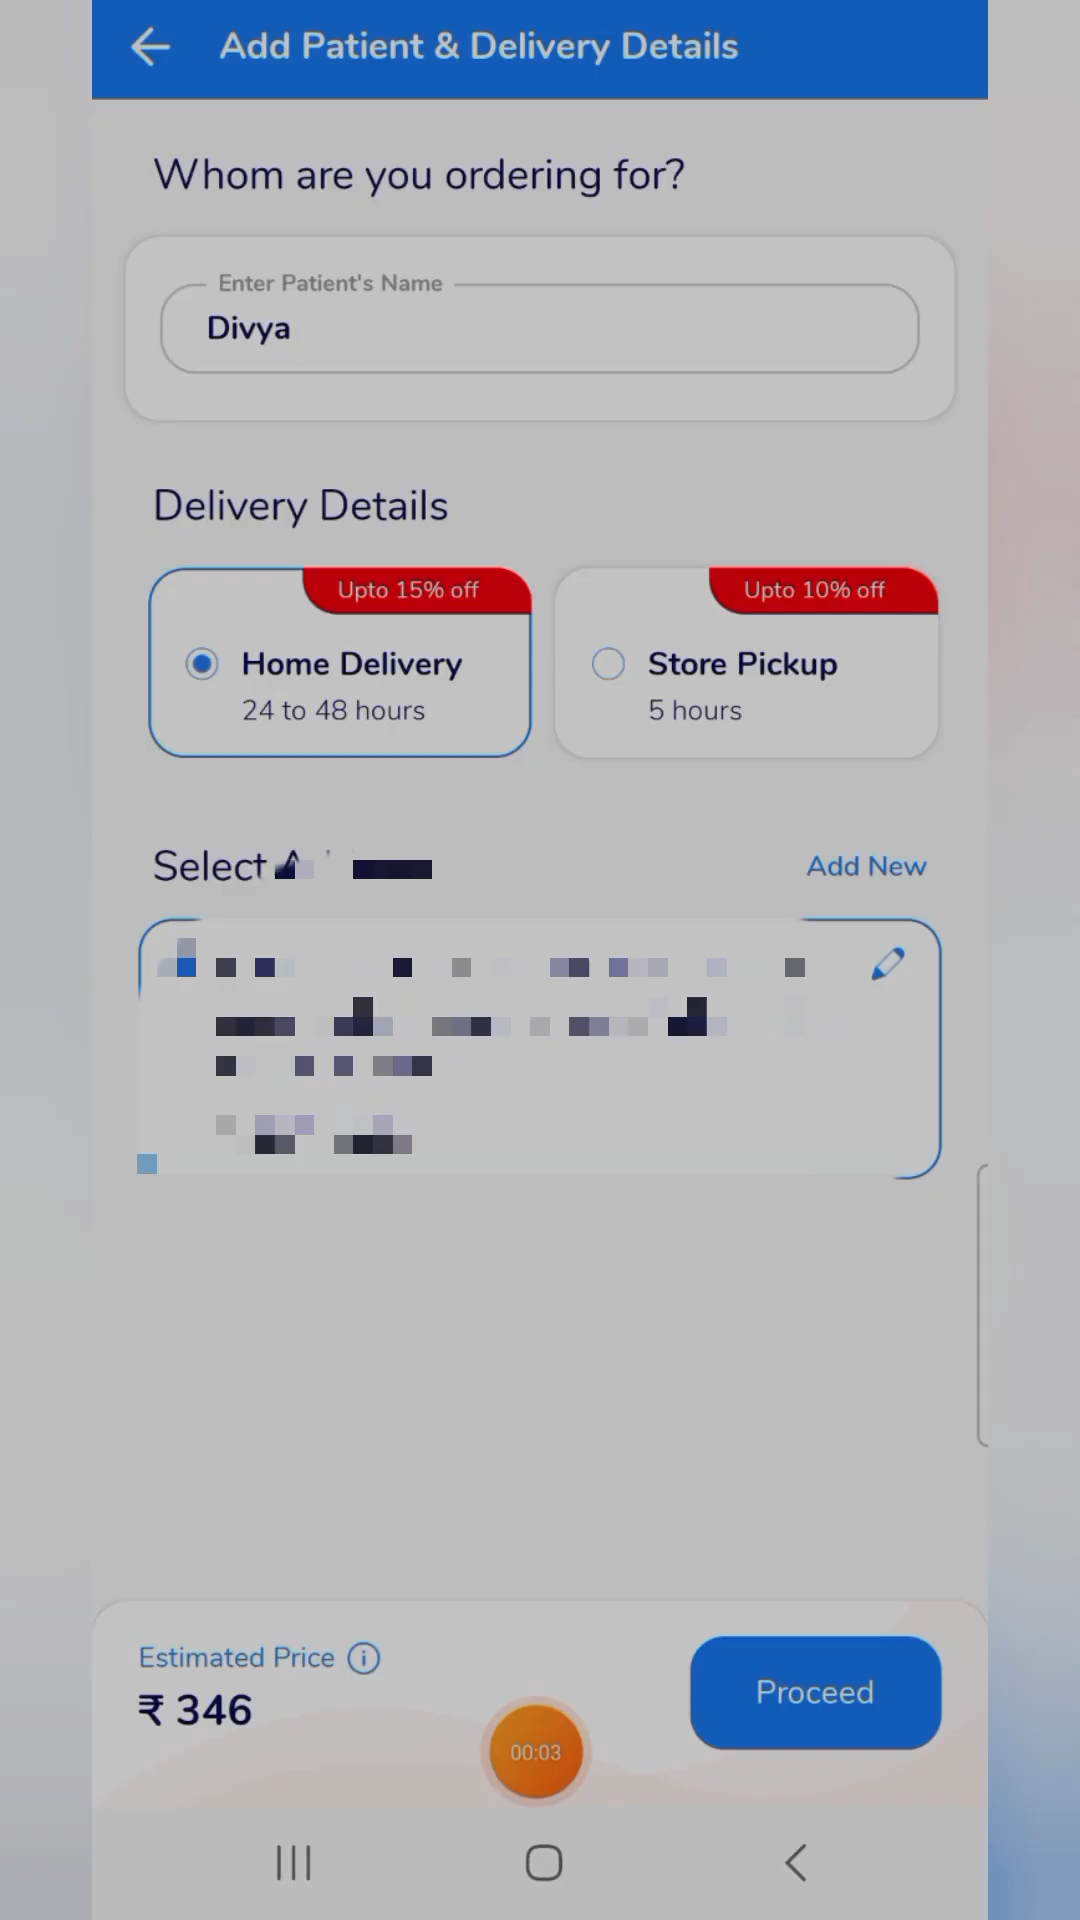 Add Patient & Delivery Details
Whom are you ordering for?
Enter Patient's Name
Divya
Delivery Details
Upto 15% off
Home Delivery
24 to 48 hours
Upto 10% off
Store Pickup
5 hours
Select
Add New
Estimated Price
₹ 346
Proceed
00:03